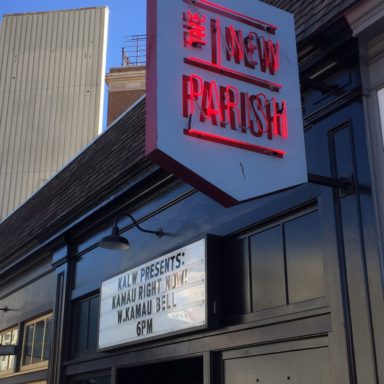 THE NEW
PARISH
KALW PRESENTS:
KAMAU RIGHT NOW!
W.KAMAU BELL
6PM